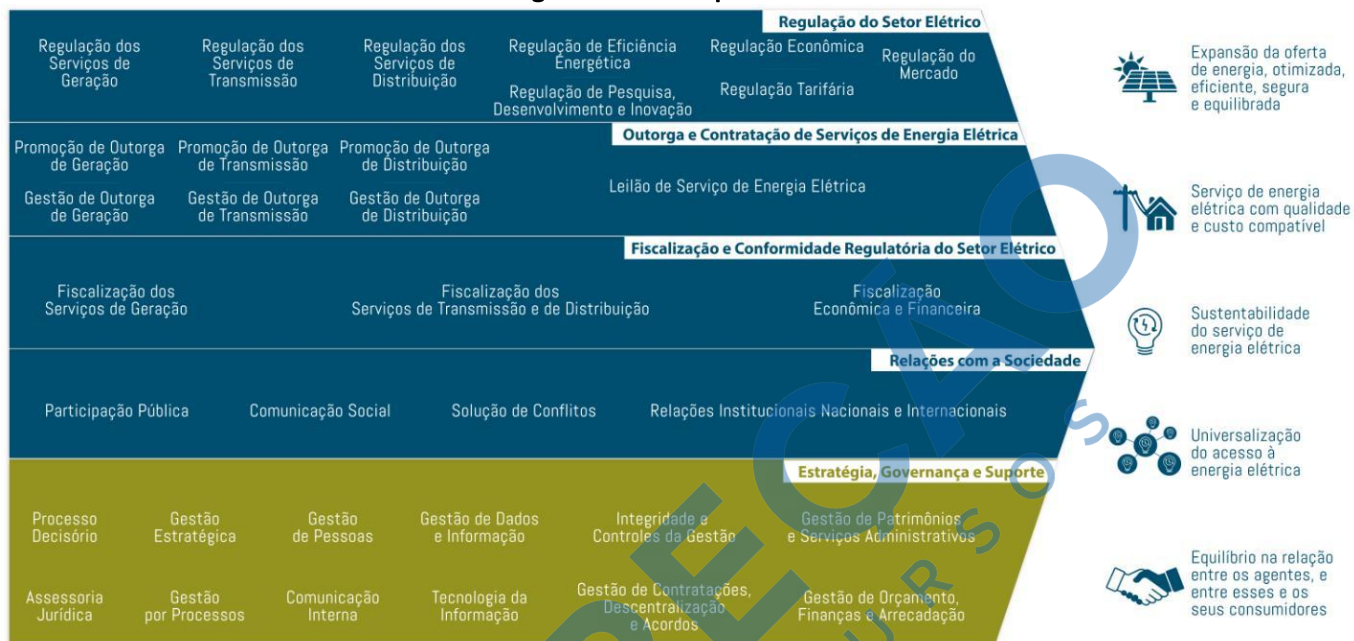 Regulação do Setor Elétrico
Regulação dos
Serviços de
Geração
Regulação dos
Serviços de
Transmissão
Regulação dos
Serviços de
Distribuição
Regulação de Eficiência
Energética
Regulação de Pesquisa,
Desenvolvimento e Inovação
Regulação Econômica
Regulação Tarifária
Regulação do
Mercado
Outorga e Contratação de Serviços de Energia Elétrica
Promoção de Outorga
de Geração
Promoção de Outorga
de Transmissão
Promoção de Outorga
de Distribuição
Gestão de Outorga
de Geração
Gestão de Outorga
de Transmissão
Gestão de Outorga
de Distribuição
Leilão de Serviço de Energia Elétrica
Fiscalização e Conformidade Regulatória do Setor Elétrico
Fiscalização dos
Serviços de Geração
Fiscalização dos
Serviços de Transmissão e de Distribuição
Fiscalização
Econômica e Financeira
Relações com a Sociedade
Participação Pública
Comunicação Social
Solução de Conflitos
Relações Institucionais Nacionais e Internacionais
Estratégia, Governança e Suporte
Processo
Decisório
Gestão
Estratégica
Gestão
de Pessoas
Gestão de Dados
e Informação
Integridade e
Controles da Gestão
Gestão de Patrimônios
e Serviços Administrativos
Assessoria
Jurídica
Gestão
por Processos
Comunicação
Interna
Tecnologia da
Informação
Gestão de Contratações,
Descentralização
e Acordos
Gestão de Orçamento,
Finanças e Arrecadação
Expansão da oferta
de energia, otimizada,
eficiente, segura
e equilibrada
Serviço de energia
elétrica com qualidade
e custo compatível
Sustentabilidade
do serviço de
energia elétrica
Universalização
do acesso à
energia elétrica
Equilíbrio na relação
entre os agentes, e
entre esses e os
seus consumidores